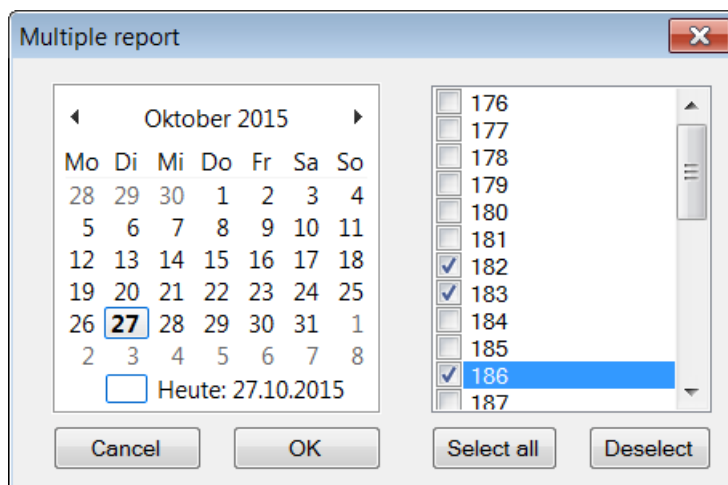 Multiple report
Oktober 2015
Mo Di Mi Do Fr Sa So
28 29 30 1 2 3 4
5 6 7 8 9 10 11
12 13 14 15 16 17 18
19 20 21 22 23 24 25
26 27 28 29 30 31 1
2 3 4 5 6 7 8
Heute: 27.10.2015
176
177
178
179
180
181
182
183
184
185
186
187
Cancel
OK
Select all
Deselect